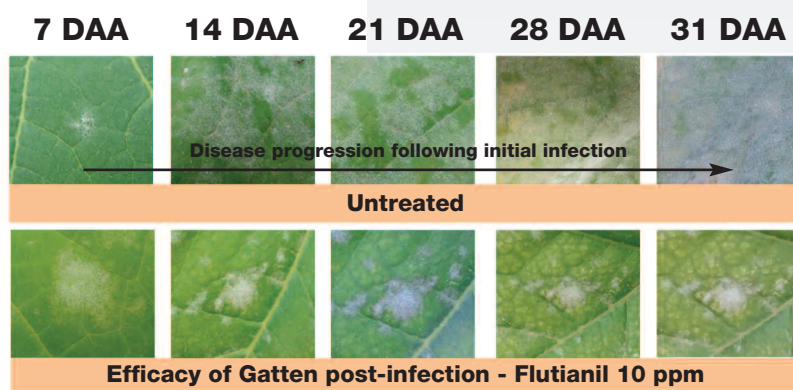 7 DAA 14 DAA 21 DAA 28 DAA 31 DAA
Disease progression following initial infection
Untreated
Efficacy of Gatten post-infection - Flutianil 10 ppm